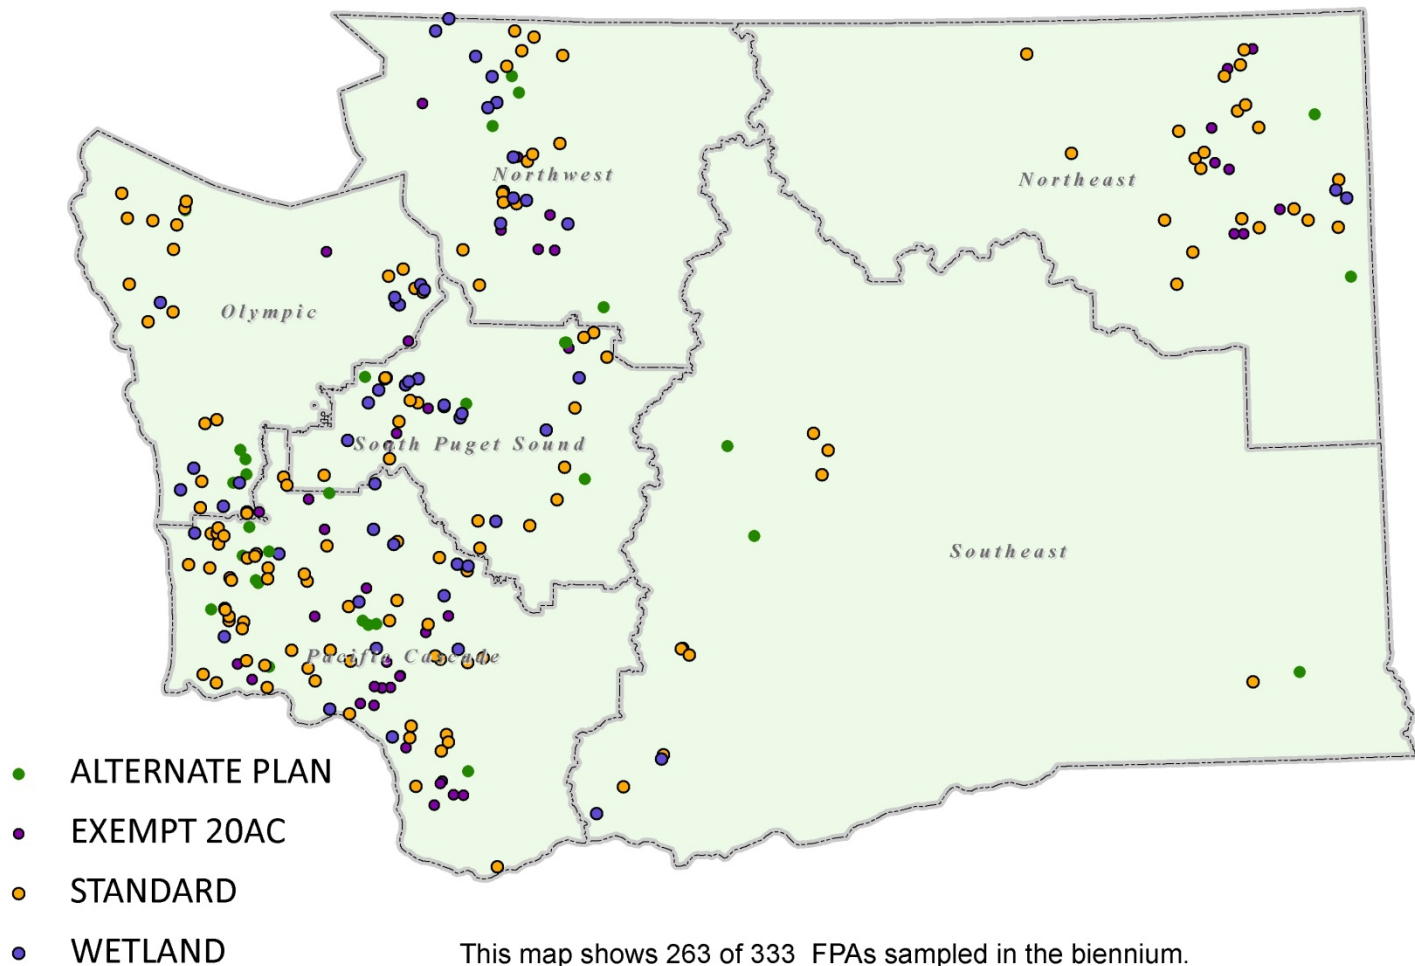 Northwest
Northeast
Olympic
South Puget Sound
Southeast
Pacific Cascade
ALTERNATE PLAN
EXEMPT 20AC
STANDARD
WETLAND
This map shows 263 of 333 FPAs sampled in the biennium.